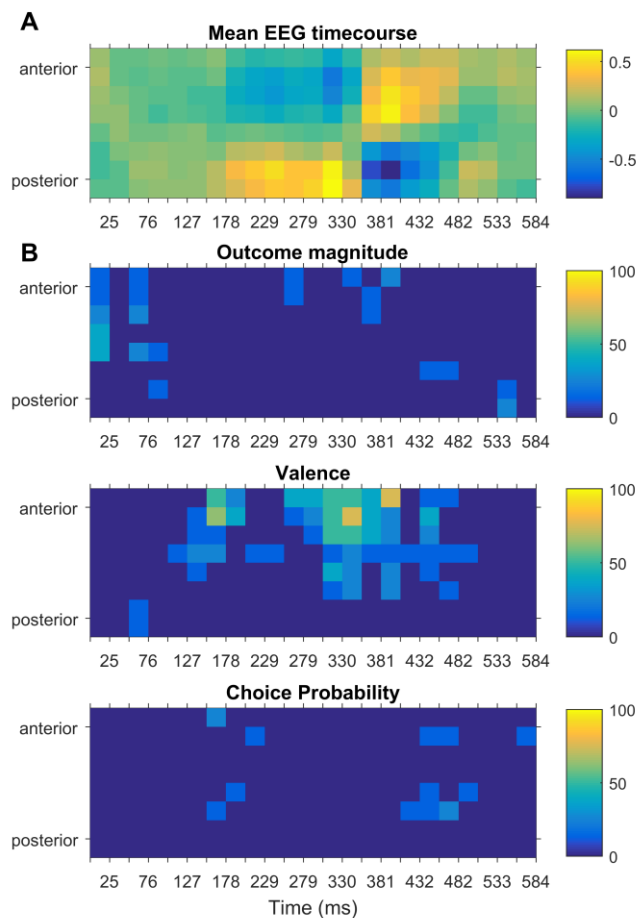 A
Mean EEG timecourse
anterior
posterior
0.5
0
-0.5
25 76 127 178 229 279 330 381 432 482 533 584
B
Outcome magnitude
anterior
posterior
100
50
0
25 76 127 178 229 279 330 381 432 482 533 584
Valence
anterior
posterior
100
50
0
25 76 127 178 229 279 330 381 432 482 533 584
Choice Probability
anterior
posterior
100
50
0
25 76 127 178 229 279 330 381 432 482 533 584
Time (ms)